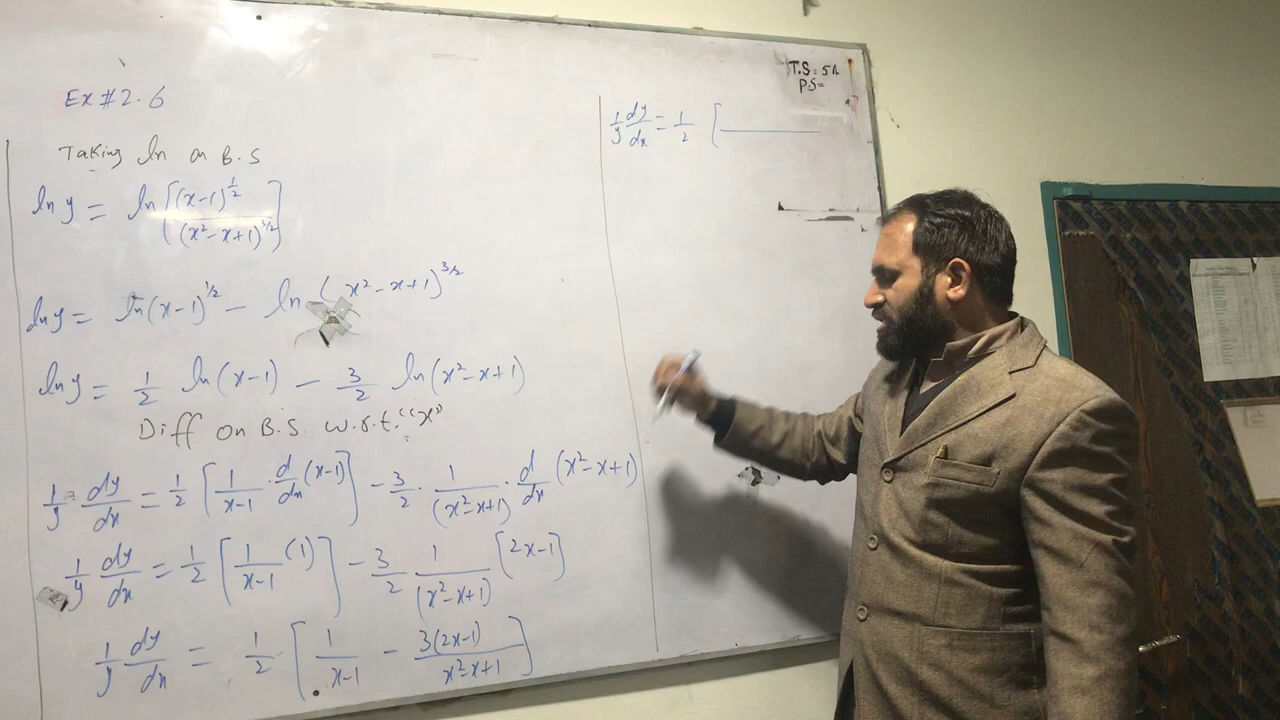 Ex#2.6
Taking ln on B.S
ln y = ln [(x-1)^{1/2} / (x²-x+1)^{3/2}]
ln y = ln(x-1)^{1/2} - ln (x²-x+1)^{3/2}
ln y = 1/2 ln(x-1) - 3/2 ln(x²-x+1)
Diff on B.S. w.r.t. "x"
1/y dy/dx = 1/2 [1/(x-1) · d/dx (x-1)] - 3/2 · 1/(x²-x+1) · d/dx (x²-x+1)
1/y dy/dx = 1/2 [1/(x-1) (1)] - 3/2 1/(x²-x+1) [2x-1]
1/y dy/dx = 1/2 [1/(x-1) - 3(2x-1)/(x²-x+1)]
T.S = 51
P.S=
1/y dy/dx = 1/2 [